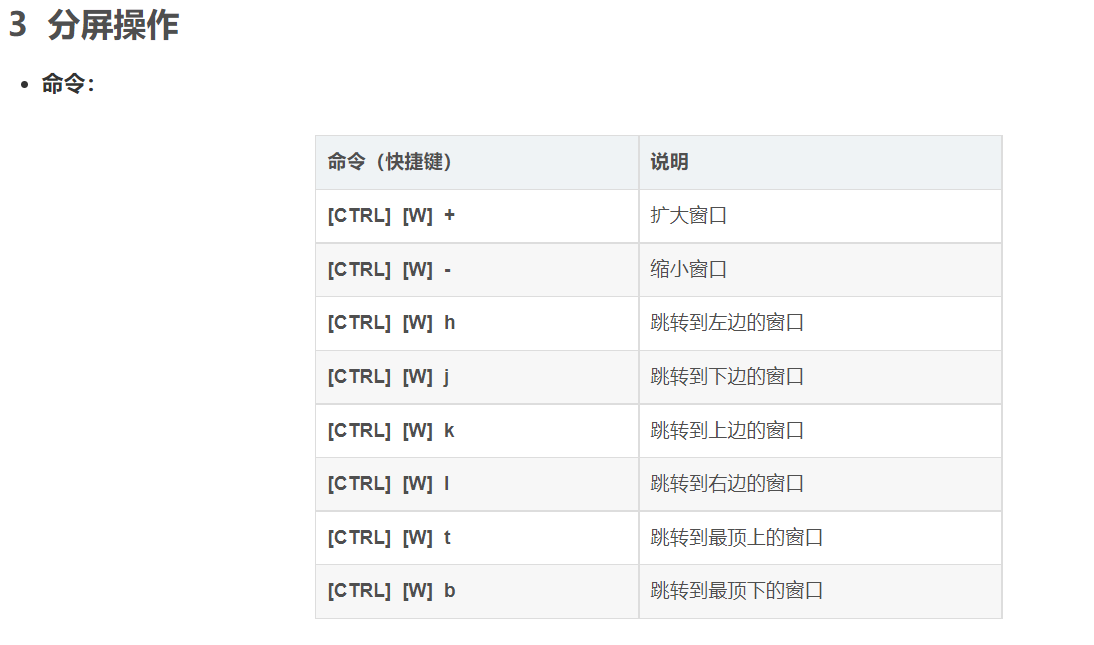 3 分屏操作
• 命令：
命令（快捷键） 说明
[CTRL] [W] + 扩大窗口
[CTRL] [W] - 缩小窗口
[CTRL] [W] h 跳转到左边的窗口
[CTRL] [W] j 跳转到下边的窗口
[CTRL] [W] k 跳转到上边的窗口
[CTRL] [W] l 跳转到右边的窗口
[CTRL] [W] t 跳转到最顶上的窗口
[CTRL] [W] b 跳转到最顶下的窗口